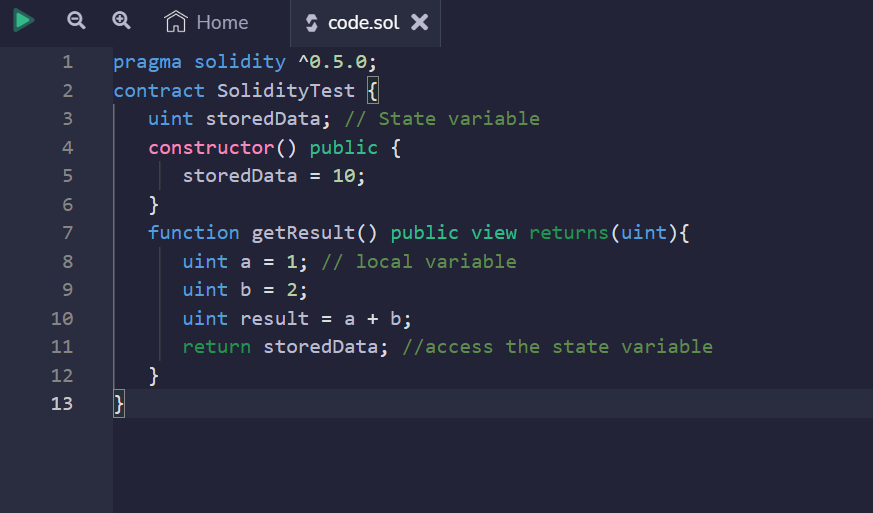 Home code.sol
1 pragma solidity ^0.5.0;
2 contract SolidityTest {
3 uint storedData; // State variable
4 constructor() public {
5 storedData = 10;
6 }
7 function getResult() public view returns(uint){
8 uint a = 1; // local variable
9 uint b = 2;
10 uint result = a + b;
11 return storedData; //access the state variable
12 }
13 }